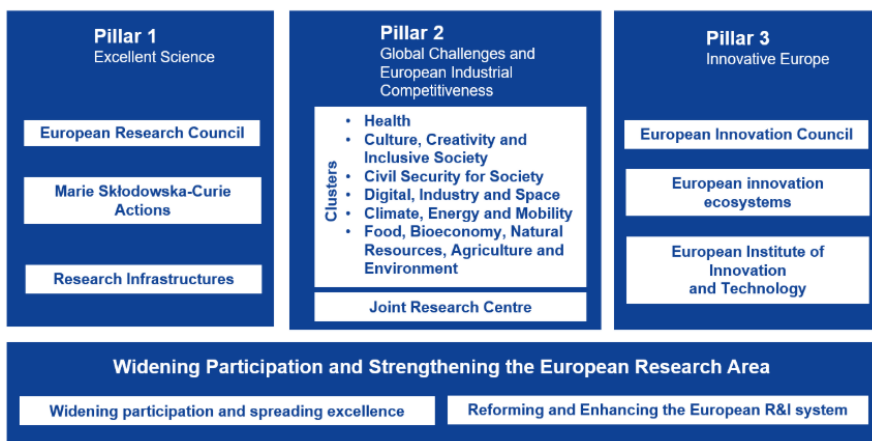 Pillar 1
Excellent Science
European Research Council
Marie Skłodowska-Curie
Actions
Research Infrastructures
Pillar 2
Global Challenges and
European Industrial
Competitiveness
Clusters
• Health
• Culture, Creativity and
Inclusive Society
• Civil Security for Society
• Digital, Industry and Space
• Climate, Energy and Mobility
• Food, Bioeconomy, Natural
Resources, Agriculture and
Environment
Joint Research Centre
Pillar 3
Innovative Europe
European Innovation Council
European innovation
ecosystems
European Institute of
Innovation
and Technology
Widening Participation and Strengthening the European Research Area
Widening participation and spreading excellence
Reforming and Enhancing the European R&I system